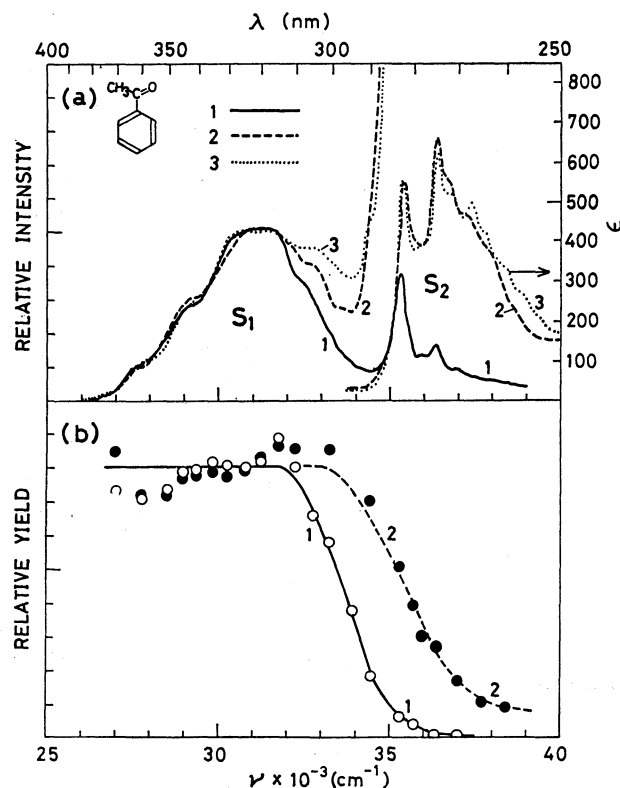 λ (nm)
400 350 300 250
(a)
CH3 C O
1
2
3
800
700
600
500
400
300
200
100
ε
RELATIVE INTENSITY
S1
S2
3
2
1
2
3
1
(b)
RELATIVE YIELD
1
2
1
2
25 30 35 40
ν × 10-3 (cm-1)